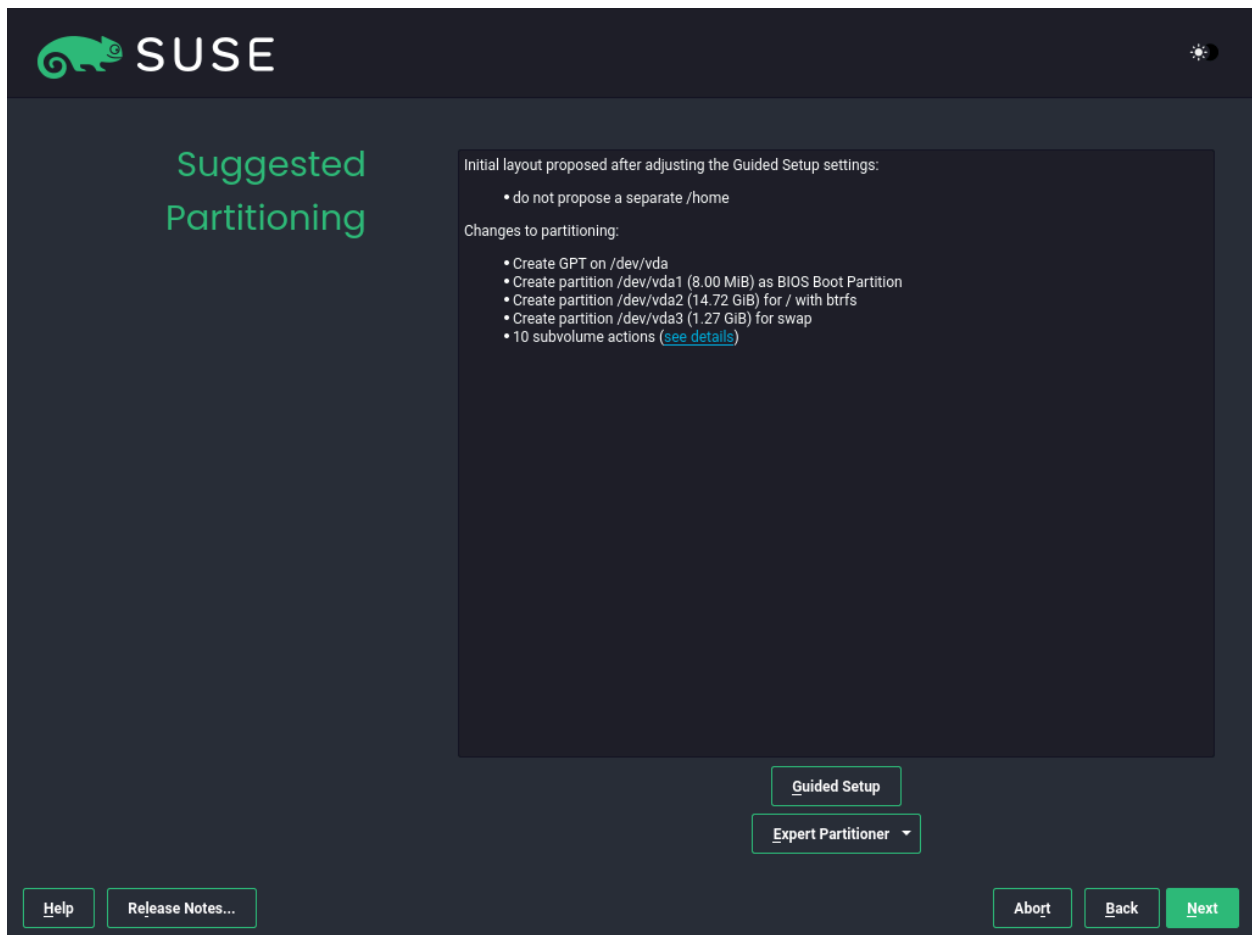 SUSE
Suggested
Partitioning
Initial layout proposed after adjusting the Guided Setup settings:
• do not propose a separate /home
Changes to partitioning:
• Create GPT on /dev/vda
• Create partition /dev/vda1 (8.00 MiB) as BIOS Boot Partition
• Create partition /dev/vda2 (14.72 GiB) for / with btrfs
• Create partition /dev/vda3 (1.27 GiB) for swap
• 10 subvolume actions (see details)
Guided Setup
Expert Partitioner
Help
Release Notes...
Abort
Back
Next